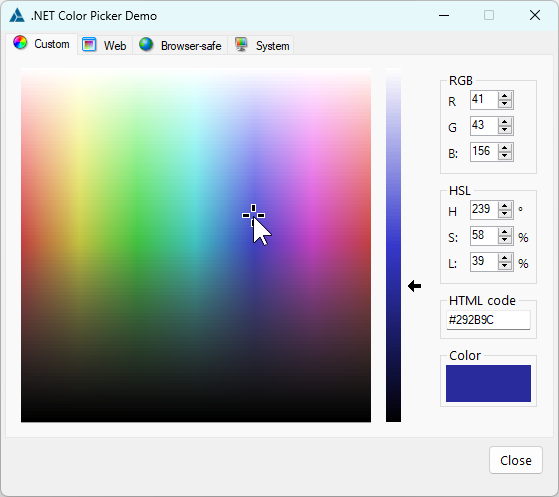 .NET Color Picker Demo
Custom Web Browser-safe System
RGB
R 41
G 43
B: 156
HSL
H 239 °
S: 58 %
L: 39 %
HTML code
#292B9C
Color
Close